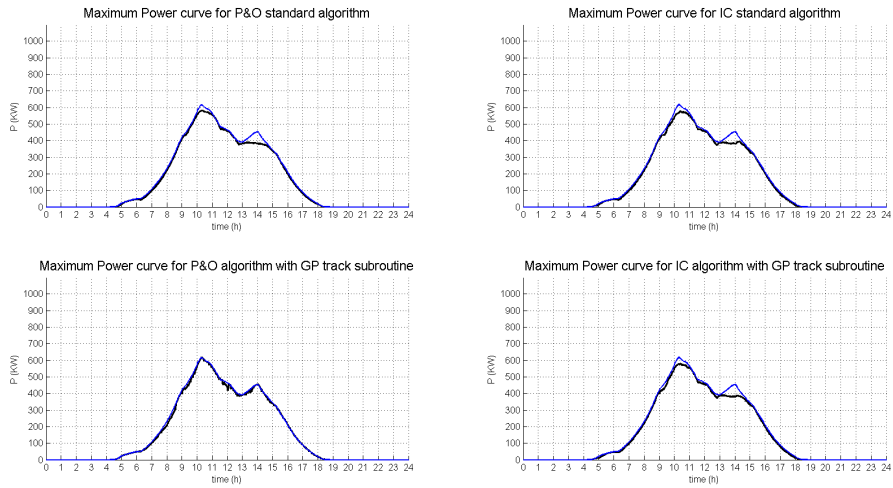 Maximum Power curve for P&O standard algorithm
1000
900
800
700
600
500
400
300
200
100
0
P (KW)
0 1 2 3 4 5 6 7 8 9 10 11 12 13 14 15 16 17 18 19 20 21 22 23 24
time (h)
Maximum Power curve for IC standard algorithm
1000
900
800
700
600
500
400
300
200
100
0
P (KW)
0 1 2 3 4 5 6 7 8 9 10 11 12 13 14 15 16 17 18 19 20 21 22 23 24
time (h)
Maximum Power curve for P&O algorithm with GP track subroutine
1000
900
800
700
600
500
400
300
200
100
0
P (KW)
0 1 2 3 4 5 6 7 8 9 10 11 12 13 14 15 16 17 18 19 20 21 22 23 24
time (h)
Maximum Power curve for IC algorithm with GP track subroutine
1000
900
800
700
600
500
400
300
200
100
0
P (KW)
0 1 2 3 4 5 6 7 8 9 10 11 12 13 14 15 16 17 18 19 20 21 22 23 24
time (h)